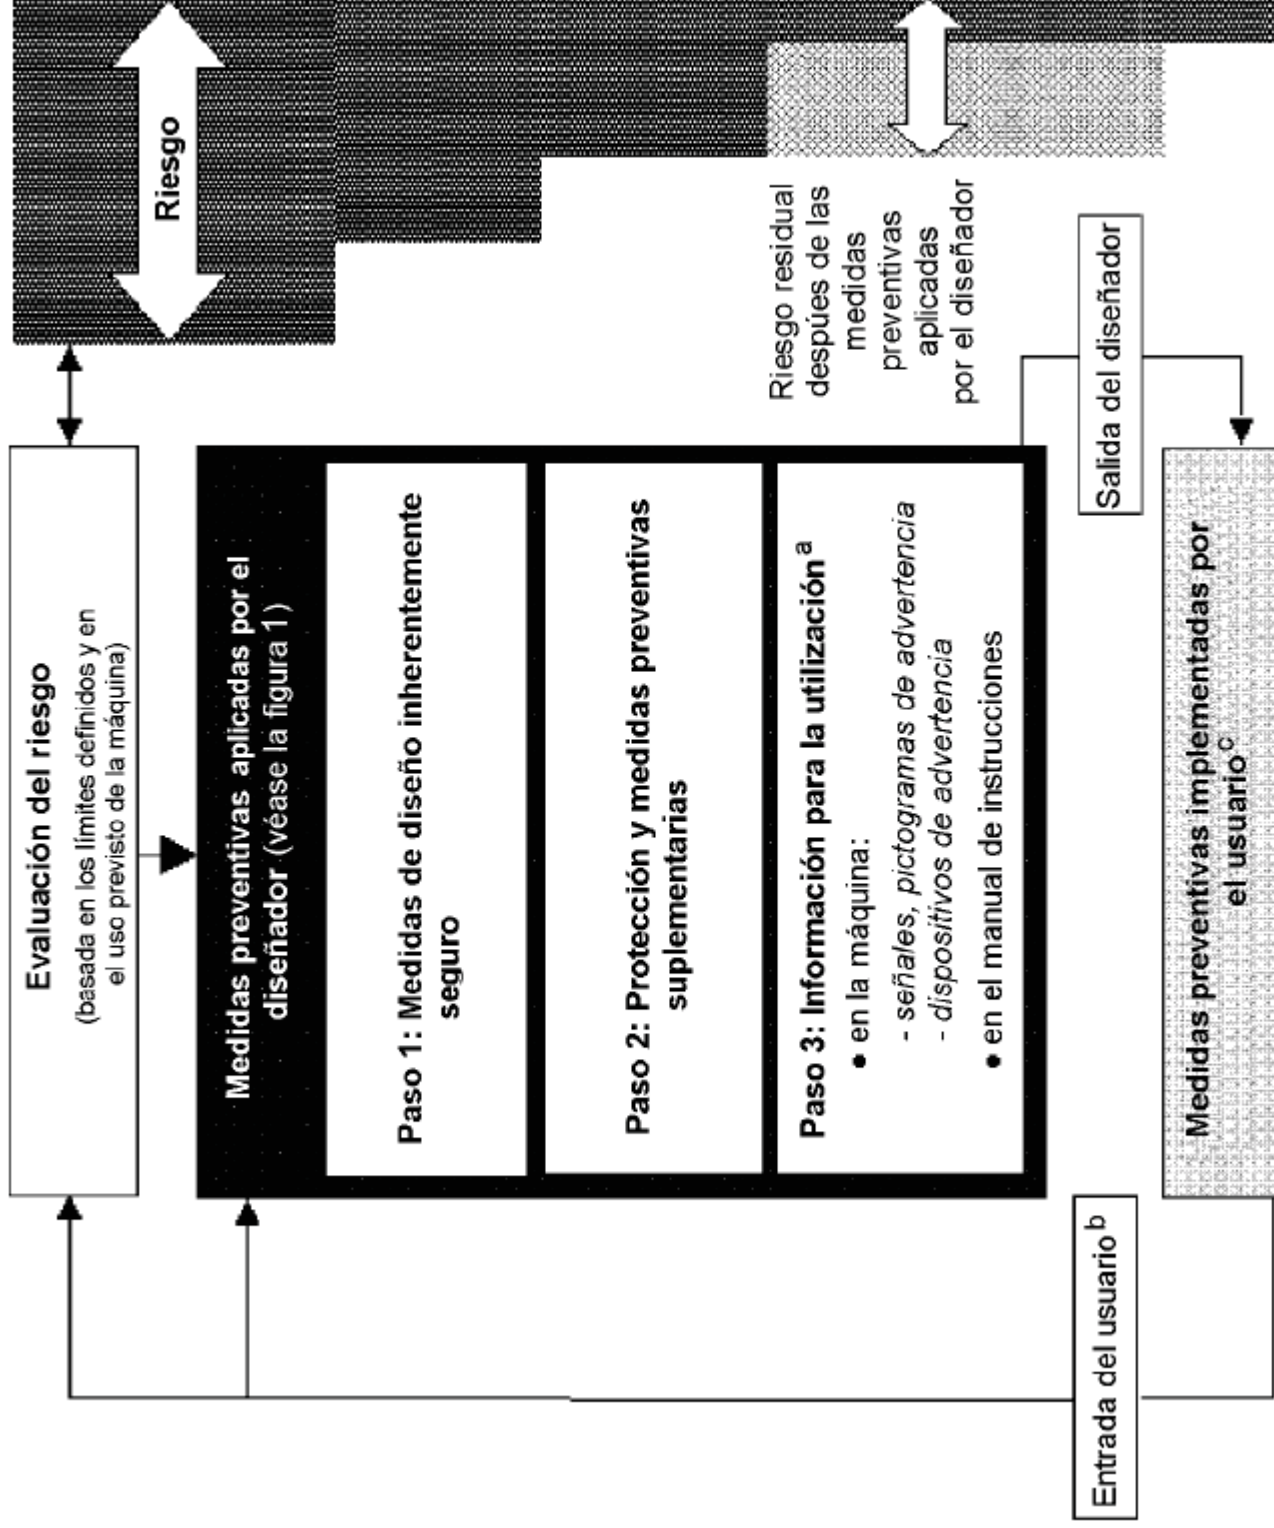 Evaluación del riesgo
(basada en los límites definidos y en
el uso previsto de la máquina)
Riesgo
Medidas preventivas aplicadas por el
diseñador (véase la figura 1)
Paso 1: Medidas de diseño inherentemente
seguro
Paso 2: Protección y medidas preventivas
suplementarias
Paso 3: Información para la utilización a
• en la máquina:
- señales, pictogramas de advertencia
- dispositivos de advertencia
• en el manual de instrucciones
Riesgo residual
despúes de las
medidas
preventivas
aplicadas
por el diseñador
Entrada del usuario b
Salida del diseñador
Medidas preventivas implementadas por
el usuario c